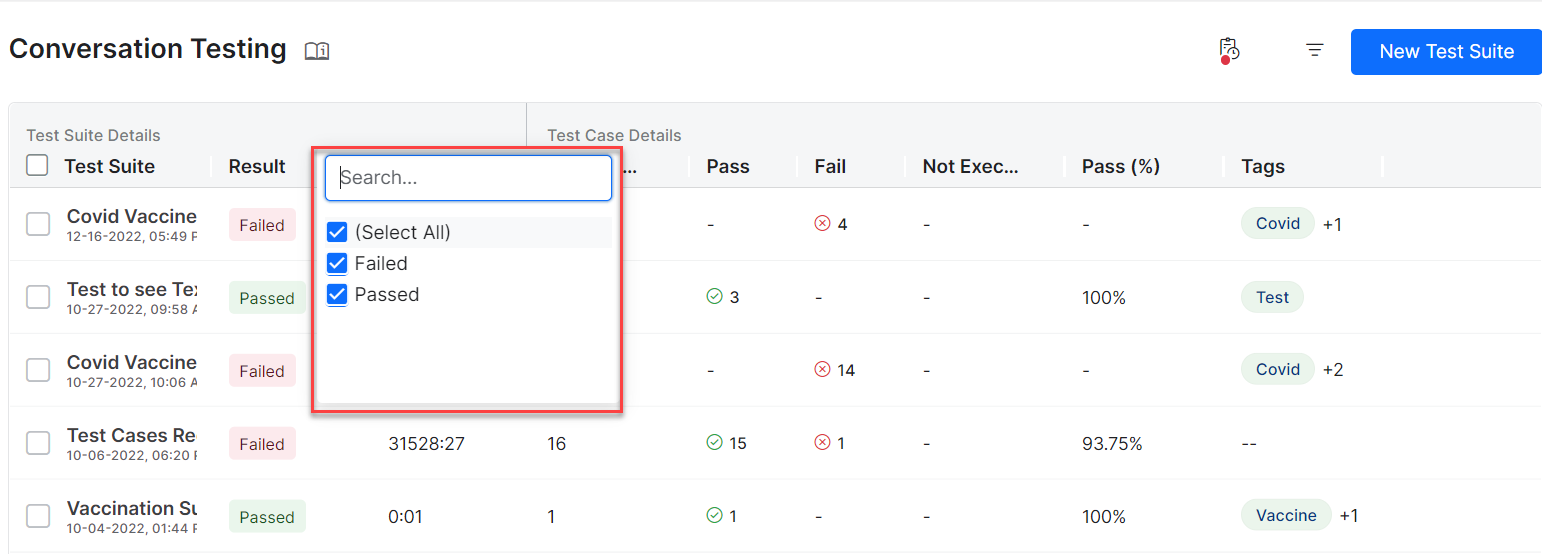 Conversation Testing
New Test Suite
Test Suite Details Test Case Details
Test Suite Result ... Pass Fail Not Exec... Pass (%) Tags
Search...
(Select All)
Failed
Passed
Covid Vaccine Failed - 4 - - Covid +1
12-16-2022, 05:49
Test to see Passed 3 - - 100% Test
10-27-2022, 09:58
Covid Vaccine Failed - 14 - - Covid +2
10-27-2022, 10:06
Test Cases Failed 31528:27 16 15 1 - 93.75% --
10-06-2022, 06:20
Vaccination Passed 0:01 1 1 - - 100% Vaccine +1
10-04-2022, 01:44